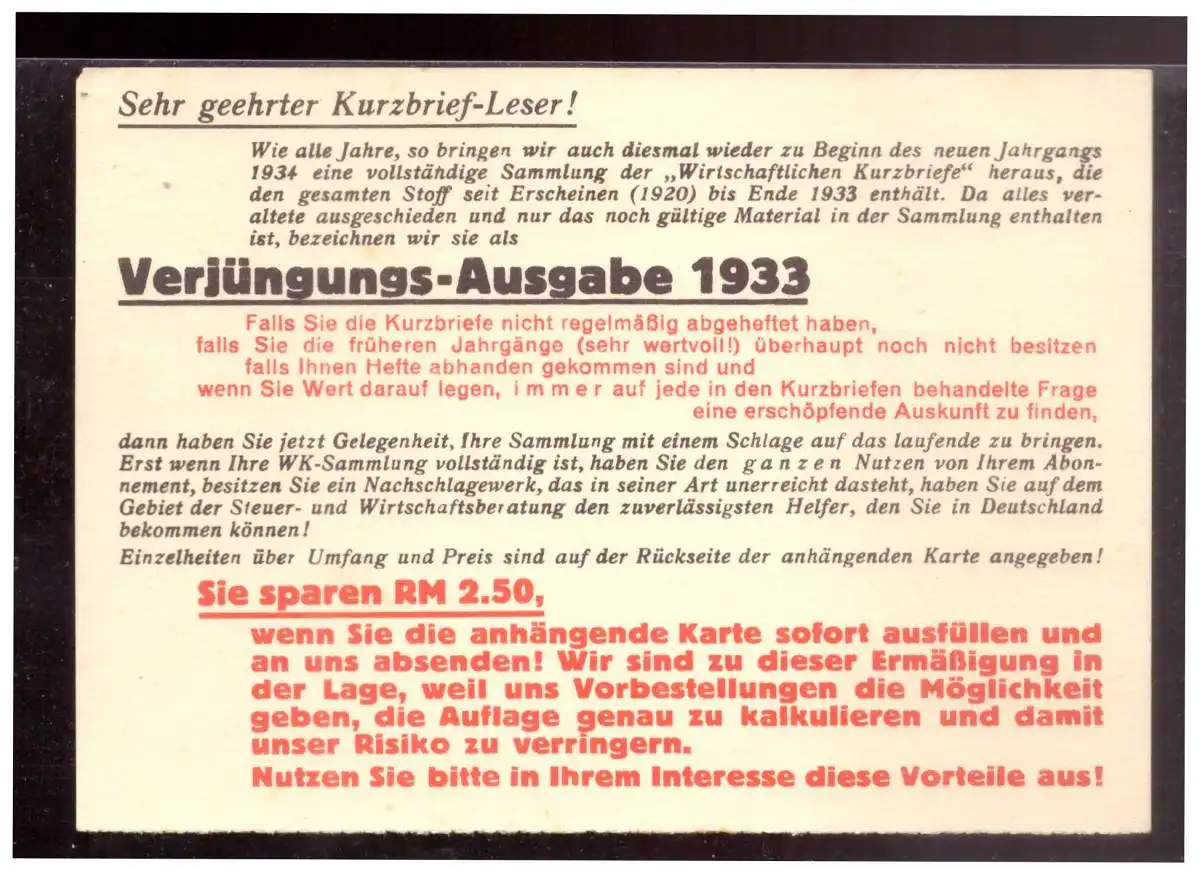 Sehr geehrter Kurzbrief-Leser!
Wie alle Jahre, so bringen wir auch diesmal wieder zu Beginn des neuen Jahrgangs
1934 eine vollständige Sammlung der „Wirtschaftlichen Kurzbriefe“ heraus, die
den gesamten Stoff seit Erscheinen (1920) bis Ende 1933 enthält. Da alles ver-
altete ausgeschieden und nur das noch gültige Material in der Sammlung enthalten
ist, bezeichnen wir sie als
Verjüngungs-Ausgabe 1933
Falls Sie die Kurzbriefe nicht regelmäßig abgeheftet haben,
falls Sie die früheren Jahrgänge (sehr wertvoll!) überhaupt noch nicht besitzen
falls Ihnen Hefte abhanden gekommen sind und
wenn Sie Wert darauf legen, i m m e r auf jede in den Kurzbriefen behandelte Frage
eine erschöpfende Auskunft zu finden,
dann haben Sie jetzt Gelegenheit, Ihre Sammlung mit einem Schlage auf das laufende zu bringen.
Erst wenn Ihre WK-Sammlung vollständig ist, haben Sie den g a n z e n Nutzen von Ihrem Abon-
nement, besitzen Sie ein Nachschlagewerk, das in seiner Art unerreicht dasteht, haben Sie auf dem
Gebiet der Steuer- und Wirtschaftsberatung den zuverlässigsten Helfer, den Sie in Deutschland
bekommen können!
Einzelheiten über Umfang und Preis sind auf der Rückseite der anhängenden Karte angegeben!
Sie sparen RM 2.50,
wenn Sie die anhängende Karte sofort ausfüllen und
an uns absenden! Wir sind zu dieser Ermäßigung in
der Lage, weil uns Vorbestellungen die Möglichkeit
geben, die Auflage genau zu kalkulieren und damit
unser Risiko zu verringern.
Nutzen Sie bitte in Ihrem Interesse diese Vorteile aus!